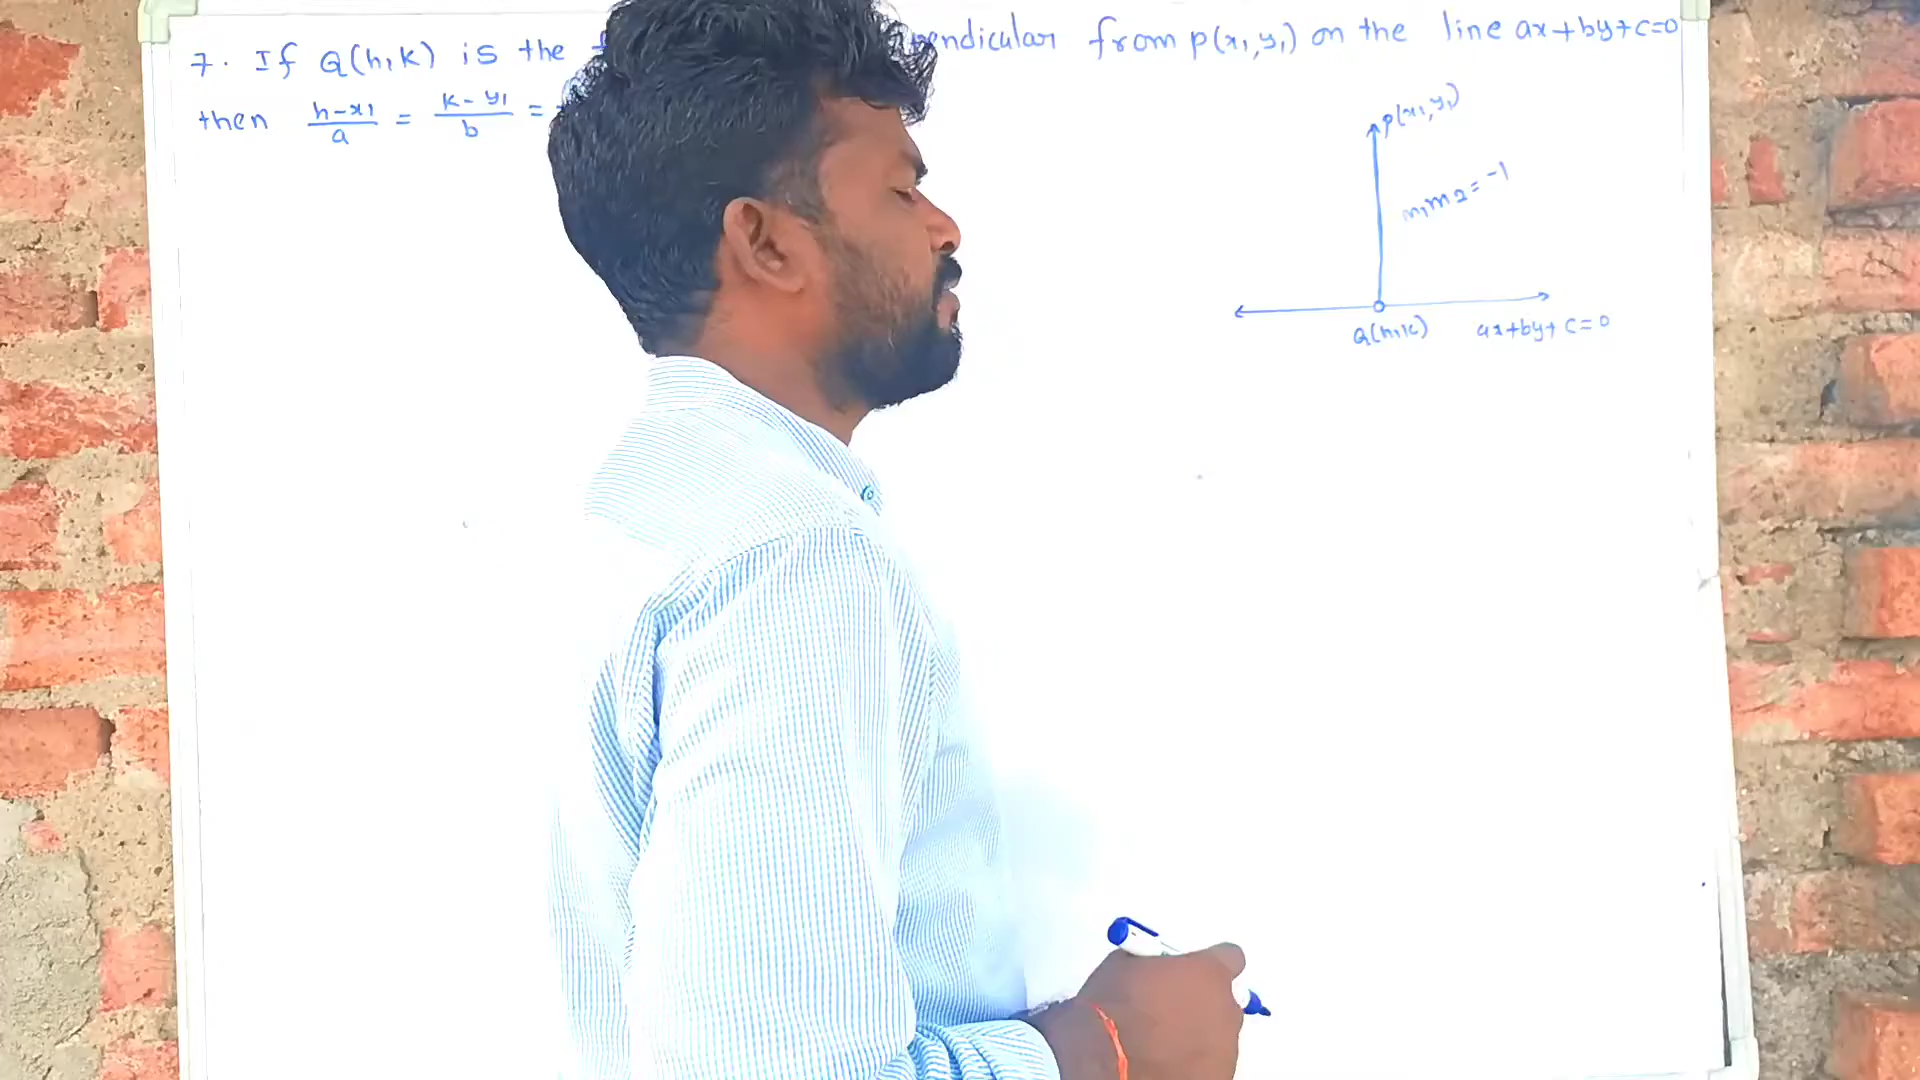 7. If Q(h,k) is the pendicular from p(x₁,y₁) on the line ax+by+c=0
then h-x₁/a = k-y₁/b =
P(x₁,y₁)
m₁m₂=-1
Q(h,k) ax+by+c=0